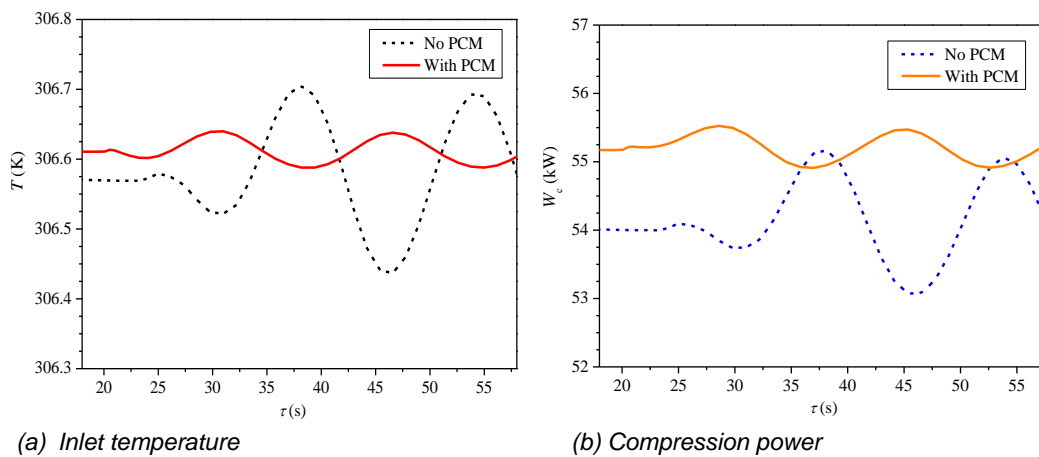 306.8
306.7
306.6
306.5
306.4
306.3
T (K)
No PCM
With PCM
20 25 30 35 40 45 50 55
τ (s)
(a) Inlet temperature
57
56
55
54
53
52
W_c (kW)
No PCM
With PCM
20 25 30 35 40 45 50 55
τ (s)
(b) Compression power